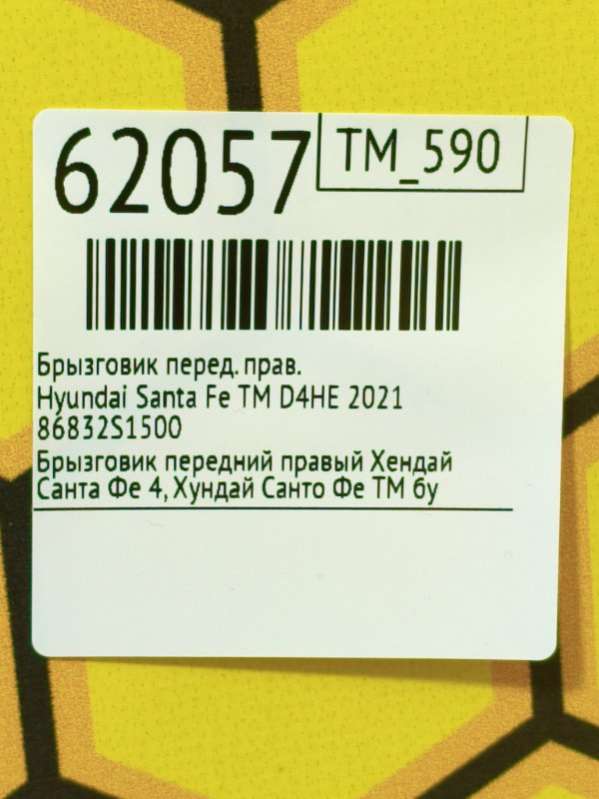 62057
TM_590
Брызговик перед. прав.
Hyundai Santa Fe TM D4HE 2021
86832S1500
Брызговик передний правый Хендай
Санта Фе 4, Хундай Санто Фе ТМ бу